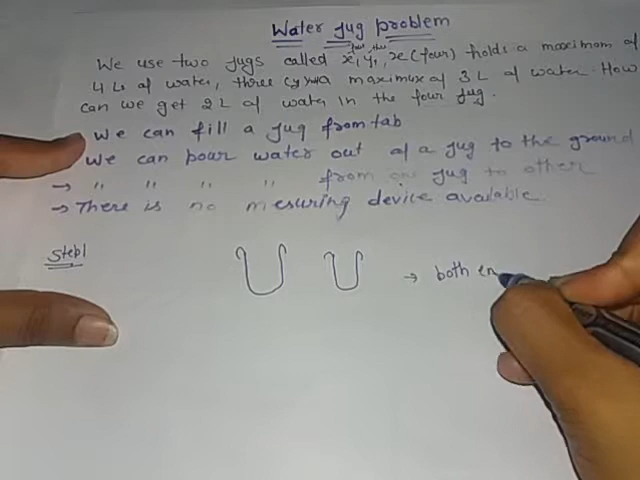 Water Jug problem
We use two Jugs called x, y, x (four) holds a maximum of
4 L of water, three (y) a maximum of 3 L of water. How
can we get 2 L of water in the four Jug.
We can fill a Jug from tab
We can pour water out of a Jug to the ground
→ " " " " from one Jug to other
→ There is no mesuring device available.
Step1
→ both en